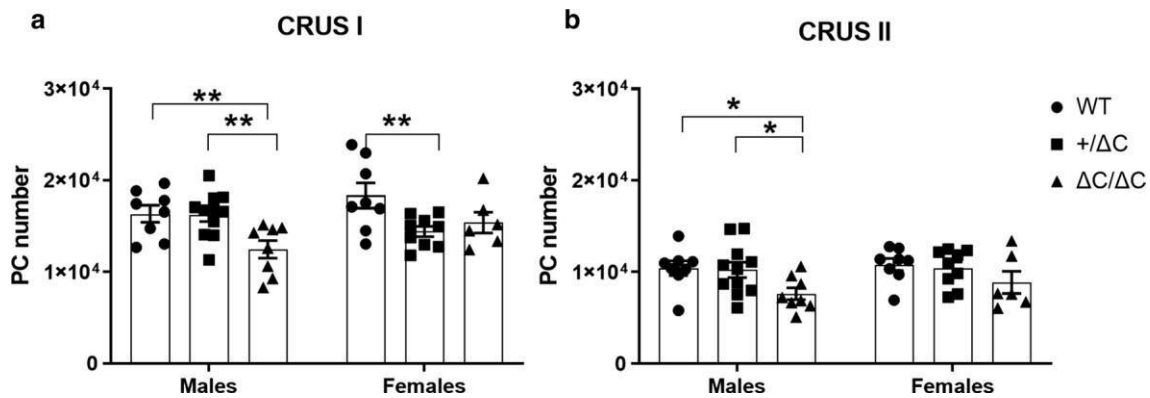 a
CRUS I
PC number
3×10⁴
2×10⁴
1×10⁴
0
**
**
**
Males
Females
b
CRUS II
PC number
3×10⁴
2×10⁴
1×10⁴
0
*
*
Males
Females
WT
+/ΔC
ΔC/ΔC